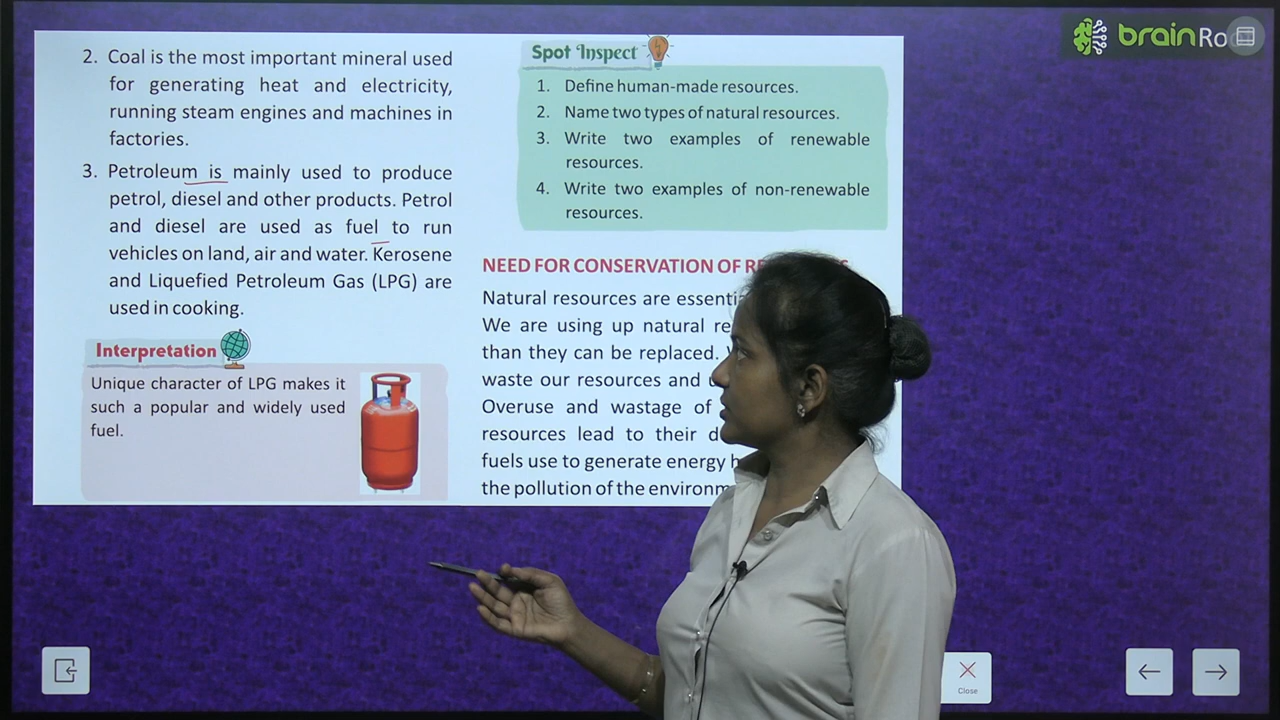 2. Coal is the most important mineral used
for generating heat and electricity,
running steam engines and machines in
factories.
3. Petroleum is mainly used to produce
petrol, diesel and other products. Petrol
and diesel are used as fuel to run
vehicles on land, air and water. Kerosene
and Liquefied Petroleum Gas (LPG) are
used in cooking.
Interpretation
Unique character of LPG makes it
such a popular and widely used
fuel.
Spot Inspect
1. Define human-made resources.
2. Name two types of natural resources.
3. Write two examples of renewable
resources.
4. Write two examples of non-renewable
resources.
NEED FOR CONSERVATION OF
Natural resources are
We are using up natural
than they can be replaced.
waste our resources and
Overuse and wastage of
resources lead to their
fuels use to generate energy
the pollution of the
brain
Close